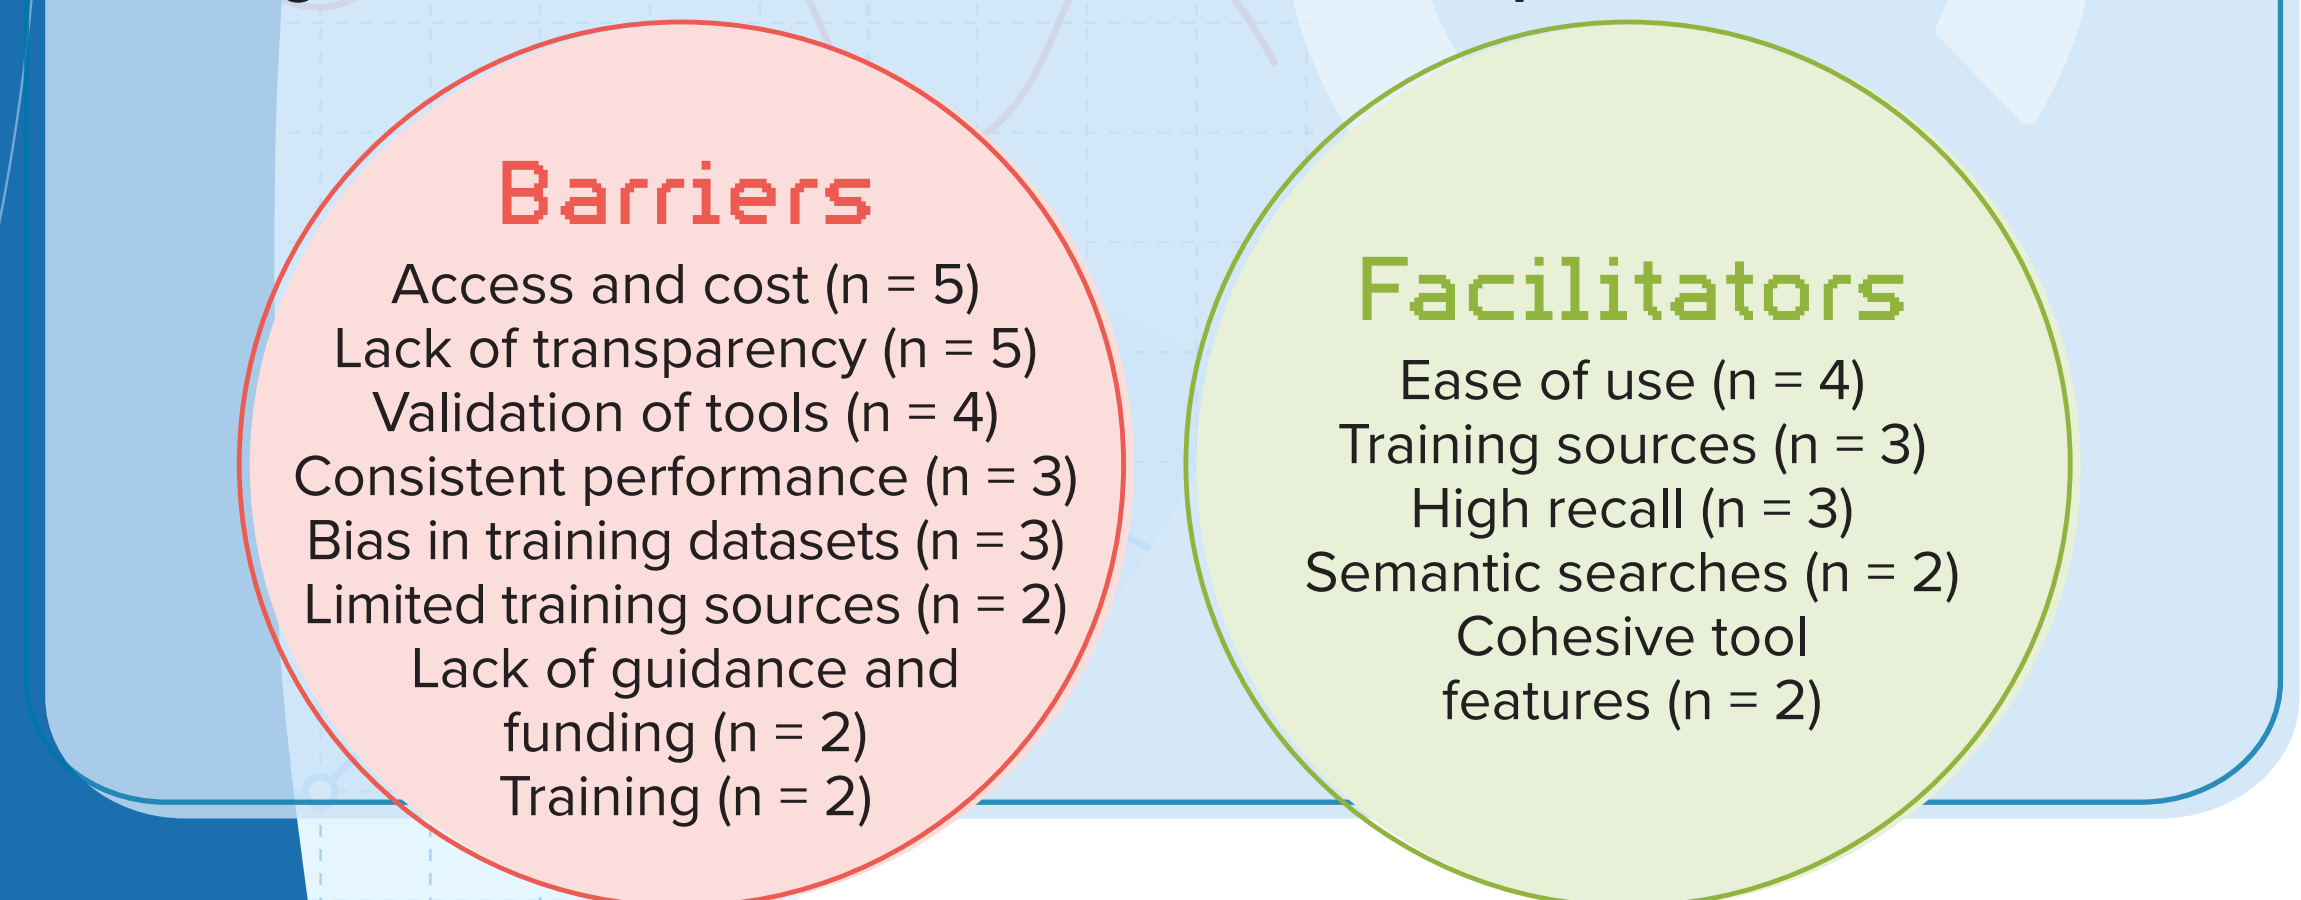 Barriers
Access and cost (n = 5)
Lack of transparency (n = 5)
Validation of tools (n = 4)
Consistent performance (n = 3)
Bias in training datasets (n = 3)
Limited training sources (n = 2)
Lack of guidance and
funding (n = 2)
Training (n = 2)
Facilitators
Ease of use (n = 4)
Training sources (n = 3)
High recall (n = 3)
Semantic searches (n = 2)
Cohesive tool
features (n = 2)